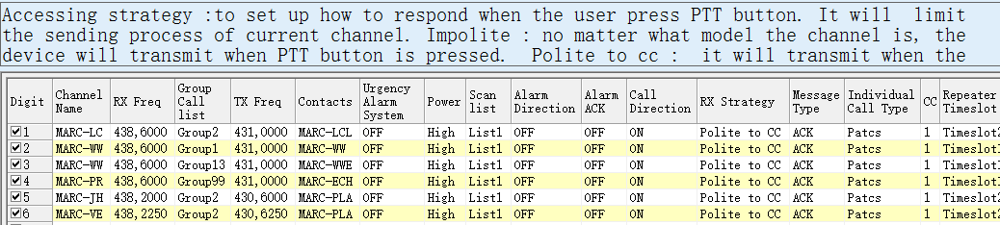 Accessing strategy :to set up how to respond when the user press PTT button. It will limit
the sending process of current channel. Impolite : no matter what model the channel is, the
device will transmit when PTT button is pressed. Polite to cc : it will transmit when the
Digit Channel Name RX Freq Group Call list TX Freq Contacts Urgency Alarm System Power Scan list Alarm Direction Alarm ACK Call Direction RX Strategy Message Type Individual Call Type CC Repeater Timeslot
1 MARC-LC 438,6000 Group2 431,0000 MARC-LCL OFF High List1 OFF OFF ON Polite to CC ACK Patcs 1 Timeslot2
2 MARC-WW 438,6000 Group1 431,0000 MARC-WW OFF High List1 OFF OFF ON Polite to CC ACK Patcs 1 Timeslot
3 MARC-WW 438,6000 Group13 431,0000 MARC-WWE OFF High List1 OFF OFF ON Polite to CC ACK Patcs 1 Timeslot
4 MARC-PR 438,6000 Group99 431,0000 MARC-ECH OFF High List1 OFF OFF ON Polite to CC ACK Patcs 1 Timeslot
5 MARC-JH 438,2000 Group2 430,6000 MARC-PLA OFF High List1 OFF OFF ON Polite to CC ACK Patcs 1 Timeslot2
6 MARC-VE 438,2250 Group2 430,6250 MARC-PLA OFF High List1 OFF OFF ON Polite to CC ACK Patcs 1 Timeslot2